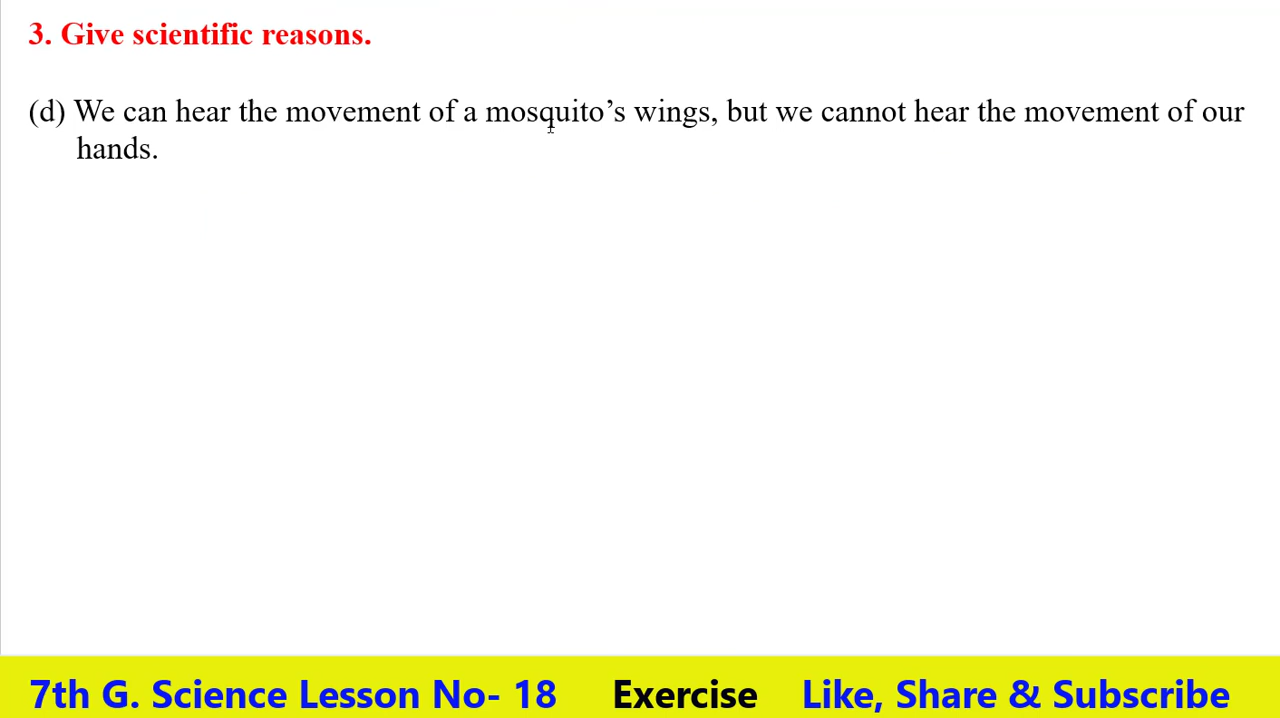 3. Give scientific reasons.
(d) We can hear the movement of a mosquito’s wings, but we cannot hear the movement of our
hands.
7th G. Science Lesson No- 18 Exercise Like, Share & Subscribe